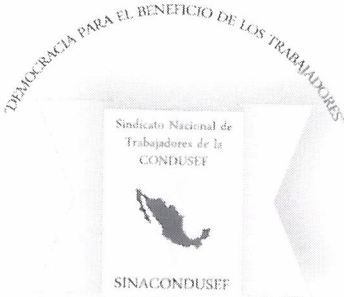 "DEMOCRACIA PARA EL BENEFICIO DE LOS TRABAJADORES"
Sindicato Nacional de
Trabajadores de la
CONDUSEF
SINACONDUSEF